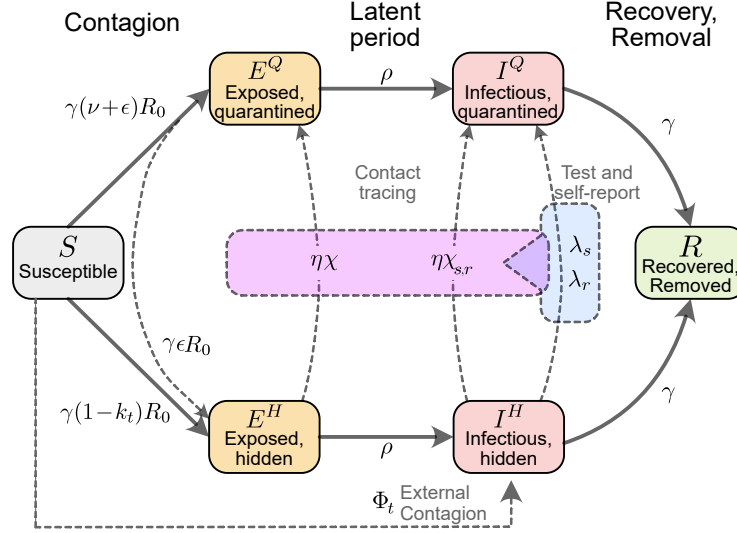 Contagion
Latent
period
Recovery,
Removal
E^Q
Exposed,
quarantined
ρ
I^Q
Infectious,
quarantined
γ(ν+ϵ)R_0
γ
Contact
tracing
Test and
self-report
S
Susceptible
ηχ
ηχ_{s,r}
λ_s
λ_r
R
Recovered,
Removed
γϵR_0
γ(1−k_t)R_0
E^H
Exposed,
hidden
ρ
I^H
Infectious,
hidden
γ
Φ_t External
Contagion